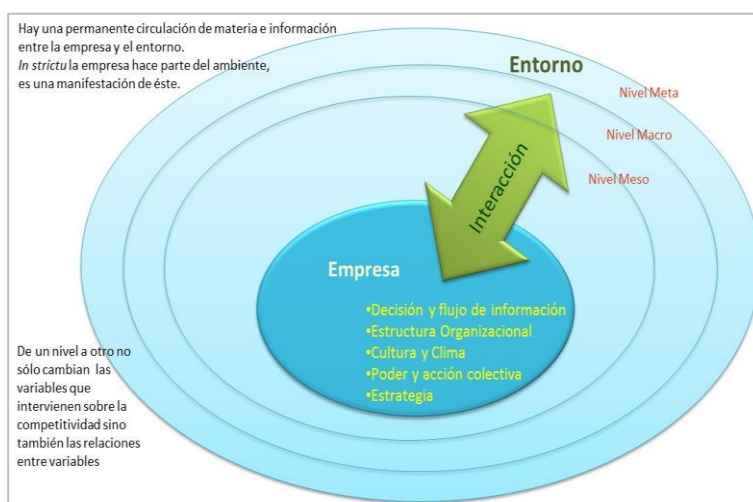 Hay una permanente circulación de materia e información
entre la empresa y el entorno.
In strictu la empresa hace parte del ambiente,
es una manifestación de éste.
Entorno
Nivel Meta
Nivel Macro
Nivel Meso
Interacción
Empresa
•Decisión y flujo de información
•Estructura Organizacional
•Cultura y Clima
•Poder y acción colectiva
•Estrategia
De un nivel a otro no
sólo cambian las
variables que
intervienen sobre la
competitividad sino
también las relaciones
entre variables